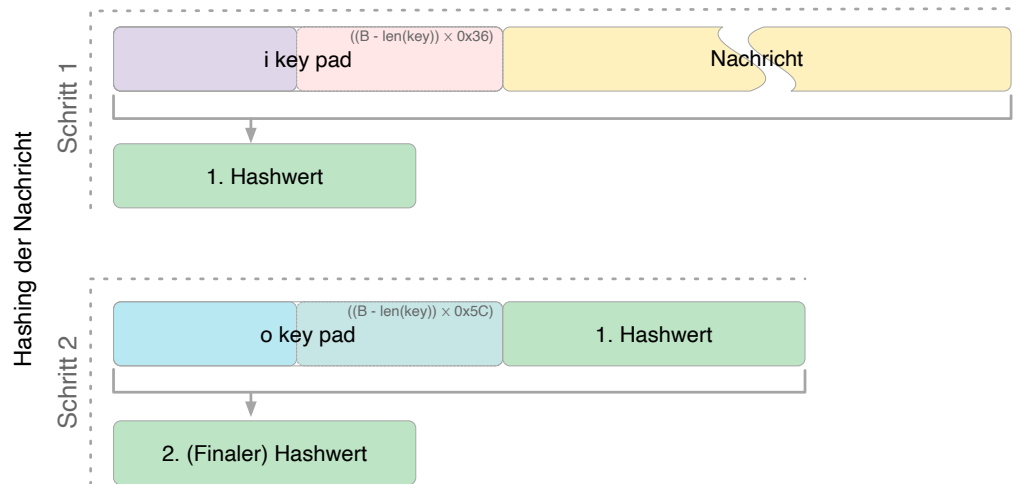 Hashing der Nachricht
Schritt 1
((B - len(key)) × 0x36)
i key pad
Nachricht
1. Hashwert
Schritt 2
((B - len(key)) × 0x5C)
o key pad
1. Hashwert
2. (Finaler) Hashwert